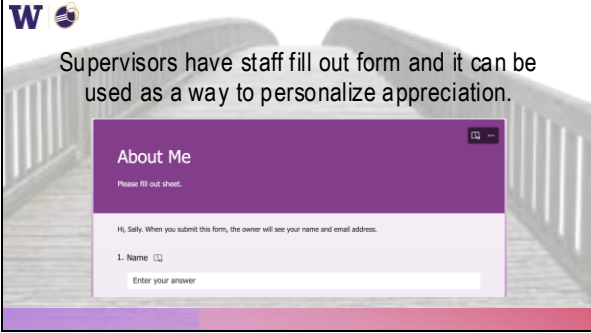 W
Supervisors have staff fill out form and it can be
used as a way to personalize appreciation.
About Me
Please fill out sheet.
Hi, Sally. When you submit this form, the owner will see your name and email address.
1. Name
Enter your answer